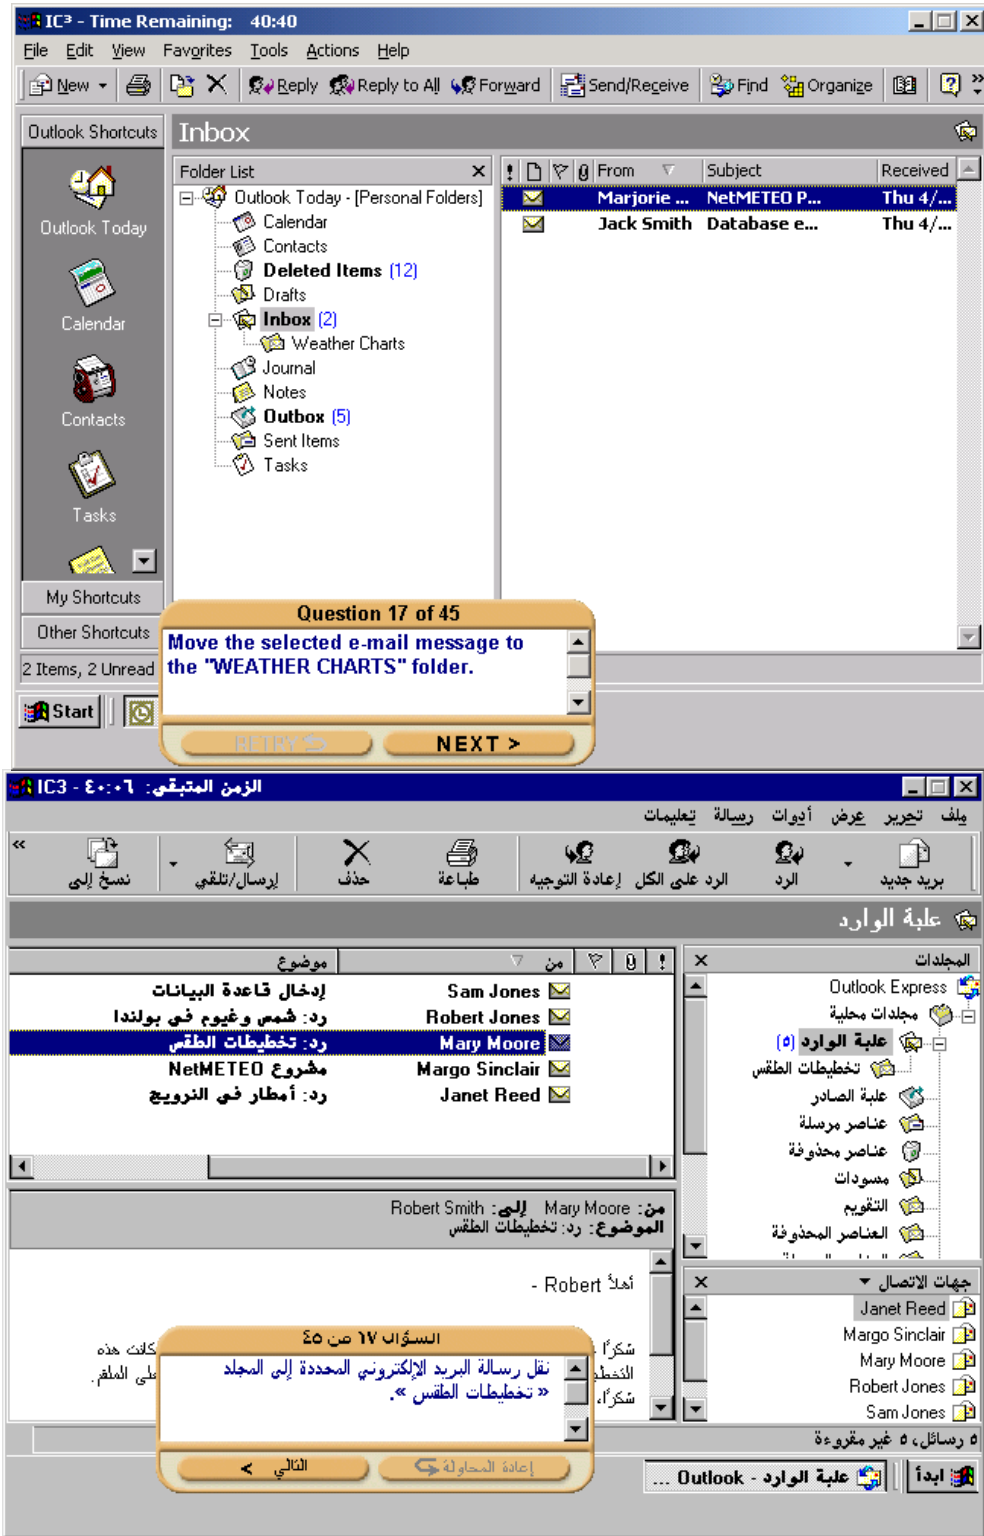 IC³ - Time Remaining: 40:40
File Edit View Favorites Tools Actions Help
New Reply Reply to All Forward Send/Receive Find Organize
Outlook Shortcuts
Inbox
Outlook Today
Calendar
Contacts
Tasks
My Shortcuts
Other Shortcuts
Folder List
Outlook Today - [Personal Folders]
Calendar
Contacts
Deleted Items (12)
Drafts
Inbox (2)
Weather Charts
Journal
Notes
Outbox (5)
Sent Items
Tasks
From Subject Received
Marjorie ... NetMETEO P... Thu 4/...
Jack Smith Database e... Thu 4/...
2 Items, 2 Unread
Question 17 of 45
Move the selected e-mail message to
the "WEATHER CHARTS" folder.
RETRY
NEXT >
Start
IC3 - الزمن المتبقي: ٤٠:٠٦
ملف تحرير عرض أدوات رسالة تعليمات
بريد جديد الرد الرد على الكل إعادة التوجيه طباعة حذف إرسال/تلقي نسخ إلى
علبة الوارد
المجلدات
Outlook Express
مجلدات محلية
علبة الوارد (٥)
تخطيطات الطقس
علبة الصادر
عناصر مرسلة
عناصر محذوفة
مسودات
التقويم
العناصر المحذوفة
جهات الاتصال
Janet Reed
Margo Sinclair
Mary Moore
Robert Jones
Sam Jones
من موضوع
Sam Jones إدخال قاعدة البيانات
Robert Jones رد: شمس وغيوم في بولندا
Mary Moore رد: تخطيطات الطقس
Margo Sinclair مشروع NetMETEO
Janet Reed رد: أمطار في النرويج
من: Mary Moore إلى: Robert Smith
الموضوع: رد: تخطيطات الطقس
أهلاً Robert -
شكرًا
كانت هذه
على الملف.
شكرًا،
السؤال ١٧ من ٤٥
نقل رسالة البريد الإلكتروني المحددة إلى المجلد
« تخطيطات الطقس ».
إعادة المحاولة
التالي >
٥ رسائل، ٥ غير مقروءة
ابدأ
علبة الوارد - Outlook ...